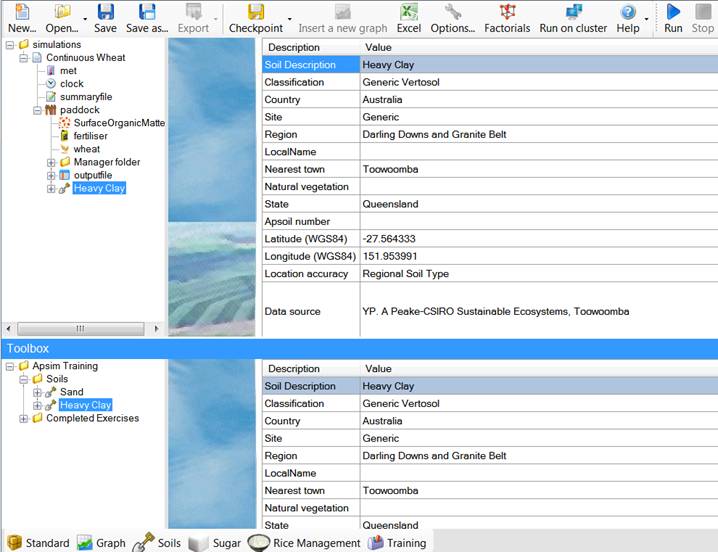 New... Open... Save Save as... Export Checkpoint Insert a new graph Excel Options... Factorials Run on cluster Help Run Stop
simulations
Continuous Wheat
met
clock
summaryfile
paddock
SurfaceOrganicMatte
fertiliser
wheat
Manager folder
outputfile
Heavy Clay
Description Value
Soil Description Heavy Clay
Classification Generic Vertosol
Country Australia
Site Generic
Region Darling Downs and Granite Belt
LocalName
Nearest town Toowoomba
Natural vegetation
State Queensland
Apsoil number
Latitude (WGS84) -27.564333
Longitude (WGS84) 151.953991
Location accuracy Regional Soil Type
Data source YP. A Peake-CSIRO Sustainable Ecosystems, Toowoomba
Toolbox
Apsim Training
Soils
Sand
Heavy Clay
Completed Exercises
Description Value
Soil Description Heavy Clay
Classification Generic Vertosol
Country Australia
Site Generic
Region Darling Downs and Granite Belt
LocalName
Nearest town Toowoomba
Natural vegetation
State Queensland
Standard Graph Soils Sugar Rice Management Training